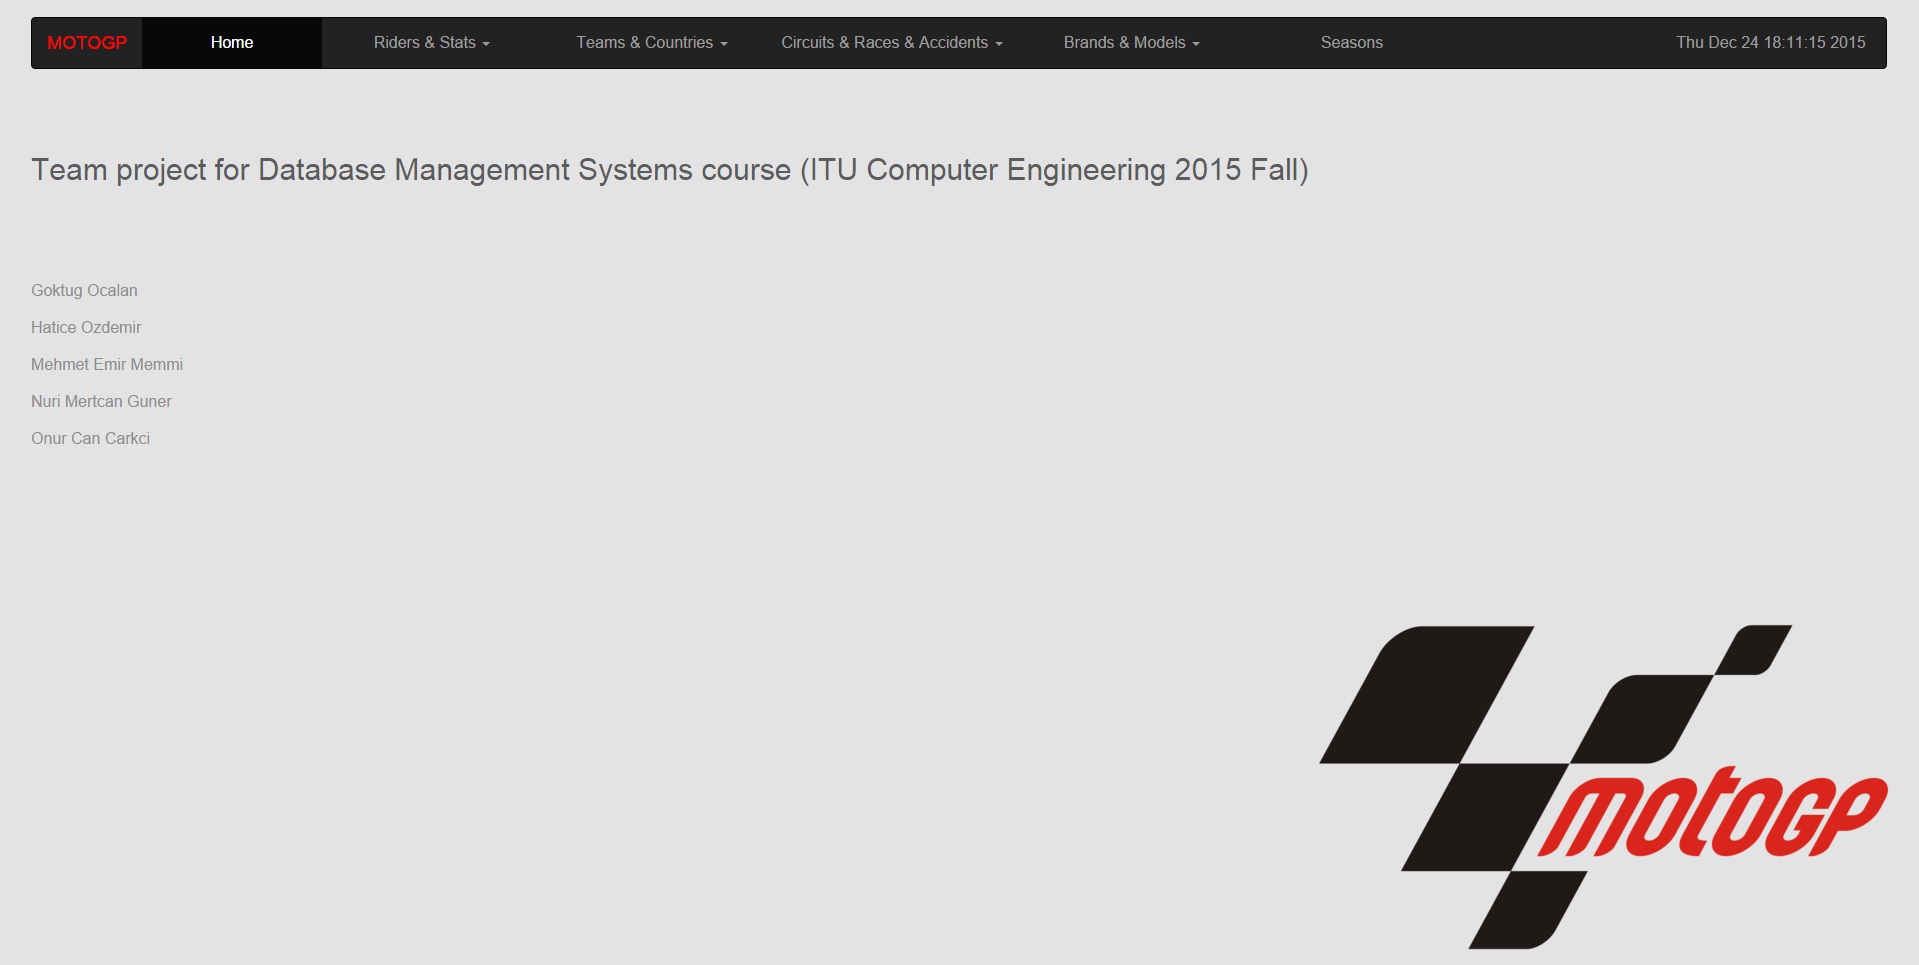 MOTOGP Home Riders & Stats Teams & Countries Circuits & Races & Accidents Brands & Models Seasons Thu Dec 24 18:11:15 2015
Team project for Database Management Systems course (ITU Computer Engineering 2015 Fall)
Goktug Ocalan
Hatice Ozdemir
Mehmet Emir Memmi
Nuri Mertcan Guner
Onur Can Carkci
motoGP